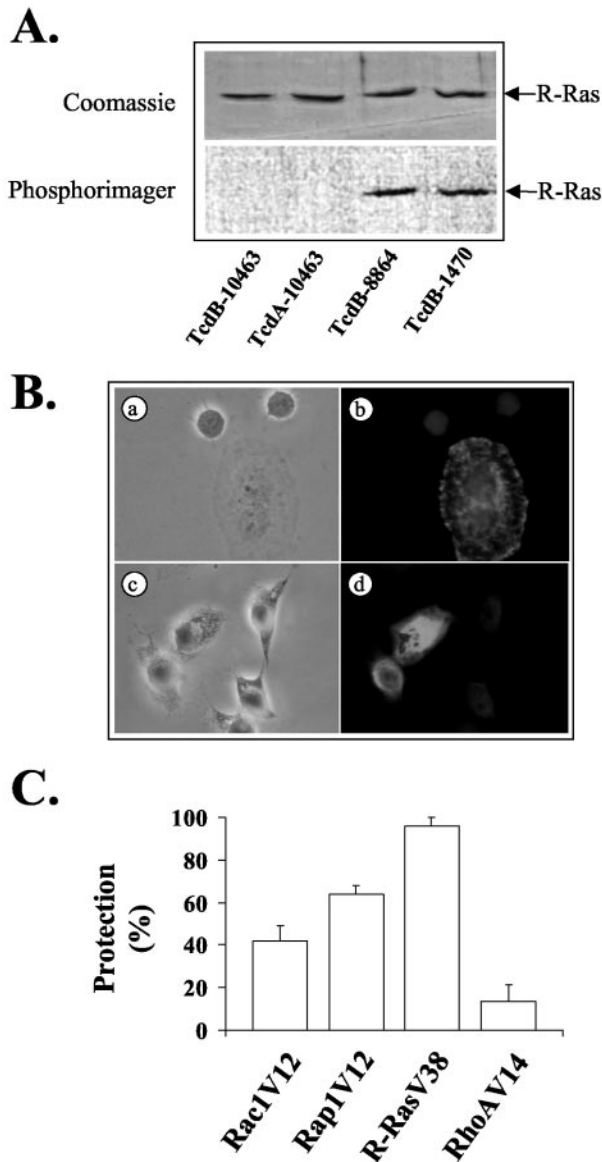 A.
Coomassie
R-Ras
Phosphorimager
R-Ras
TcdB-10463
TcdA-10463
TcdB-8864
TcdB-1470
B.
a
b
c
d
C.
Protection
(%)
100
80
60
40
20
0
Rac1V12
Rap1V12
R-RasV38
RhoAV14